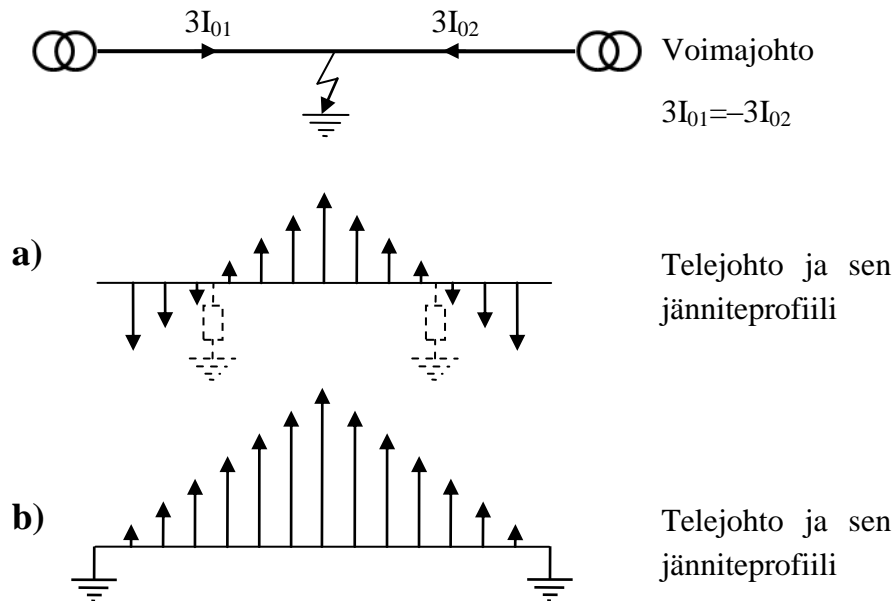 3I₀₁ 3I₀₂
Voimajohto
3I₀₁=–3I₀₂
a)
Telejohto ja sen
jänniteprofiili
b)
Telejohto ja sen
jänniteprofiili